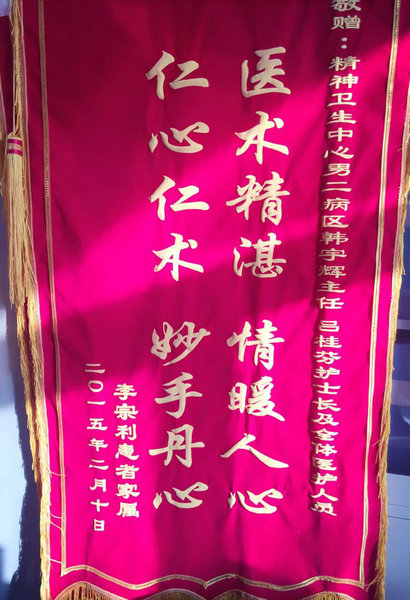 敬赠：精神卫生中心男二病区韩宇辉主任 吕桂芬护士长及全体医护人员
医术精湛 情暖人心
仁心仁术 妙手丹心
李宗利患者家属
二〇一五年二月十日